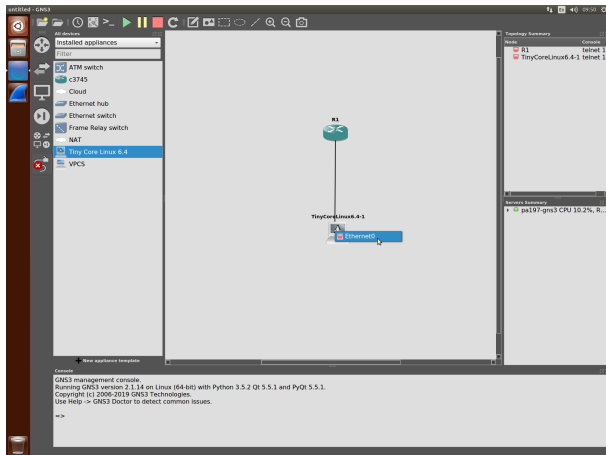 untitled - GNS3
En
09:50
All devices
Installed appliances
Filter
ATM switch
c3745
Cloud
Ethernet hub
Ethernet switch
Frame Relay switch
NAT
Tiny Core Linux 6.4
VPCS
New appliance template
R1
TinyCoreLinux6.4-1
Ethernet0
Topology Summary
Node Console
R1 telnet 1
TinyCoreLinux6.4-1 telnet 1
Servers Summary
pa197-gns3 CPU 10.2%, R...
Console
GNS3 management console.
Running GNS3 version 2.1.14 on Linux (64-bit) with Python 3.5.2 Qt 5.5.1 and PyQt 5.5.1.
Copyright (c) 2006-2019 GNS3 Technologies.
Use Help -> GNS3 Doctor to detect common issues.
=>